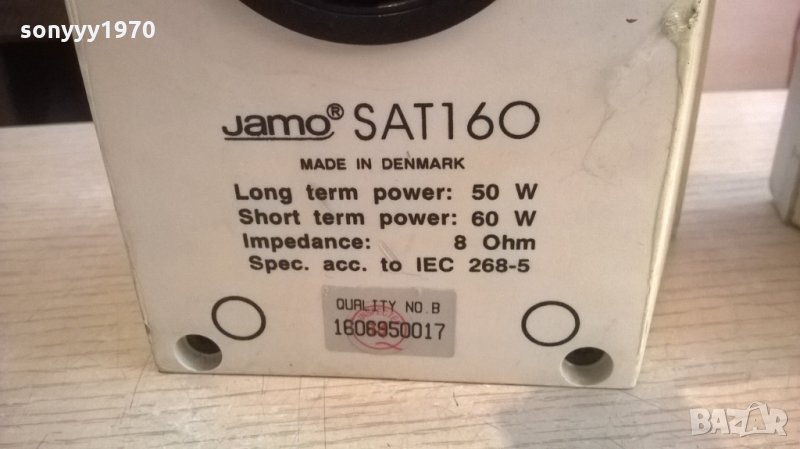 sonyyy1970
Jamo® SAT160
MADE IN DENMARK
Long term power: 50 W
Short term power: 60 W
Impedance: 8 Ohm
Spec. acc. to IEC 268-5
QUALITY NO. B
1606950017
BAZAR